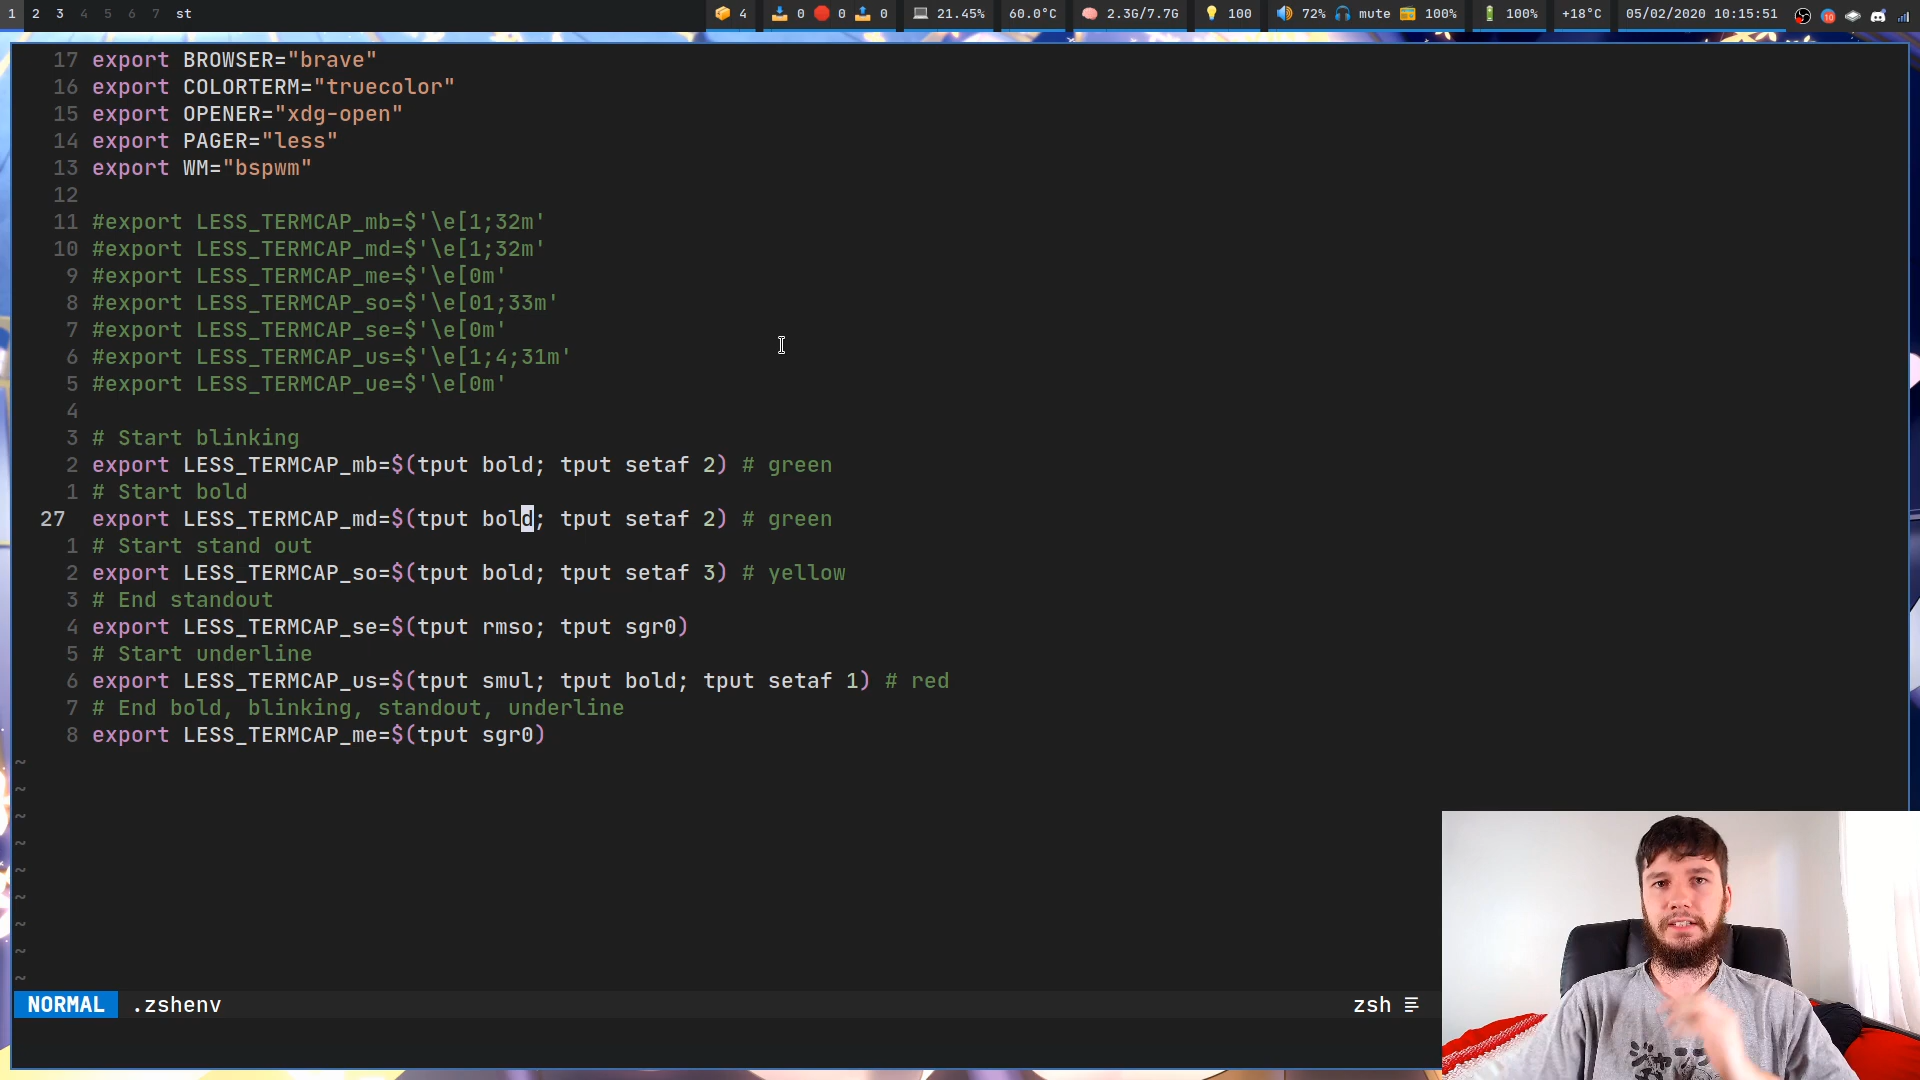 1 2 3 4 5 6 7 st 4 0 0 0 21.45% 60.0°C 2.3G/7.7G 100 72% mute 100% 100% +18°C 05/02/2020 10:15:51 10
17 export BROWSER="brave"
16 export COLORTERM="truecolor"
15 export OPENER="xdg-open"
14 export PAGER="less"
13 export WM="bspwm"
12
11 #export LESS_TERMCAP_mb=$'\e[1;32m'
10 #export LESS_TERMCAP_md=$'\e[1;32m'
9 #export LESS_TERMCAP_me=$'\e[0m'
8 #export LESS_TERMCAP_so=$'\e[01;33m'
7 #export LESS_TERMCAP_se=$'\e[0m'
6 #export LESS_TERMCAP_us=$'\e[1;4;31m'
5 #export LESS_TERMCAP_ue=$'\e[0m'
4
3 # Start blinking
2 export LESS_TERMCAP_mb=$(tput bold; tput setaf 2) # green
1 # Start bold
27 export LESS_TERMCAP_md=$(tput bold; tput setaf 2) # green
1 # Start stand out
2 export LESS_TERMCAP_so=$(tput bold; tput setaf 3) # yellow
3 # End standout
4 export LESS_TERMCAP_se=$(tput rmso; tput sgr0)
5 # Start underline
6 export LESS_TERMCAP_us=$(tput smul; tput bold; tput setaf 1) # red
7 # End bold, blinking, standout, underline
8 export LESS_TERMCAP_me=$(tput sgr0)
~
~
~
~
~
~
~
~
~
NORMAL .zshenv zsh